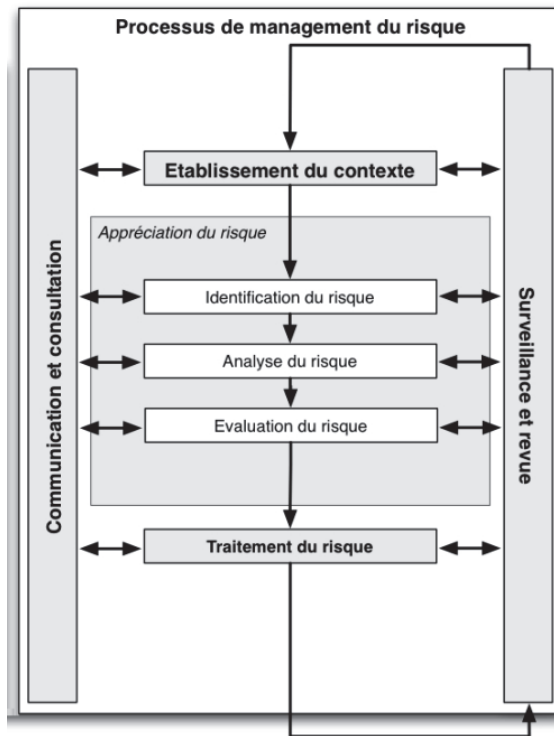 Processus de management du risque
Communication et consultation
Etablissement du contexte
Appréciation du risque
Identification du risque
Analyse du risque
Evaluation du risque
Traitement du risque
Surveillance et revue